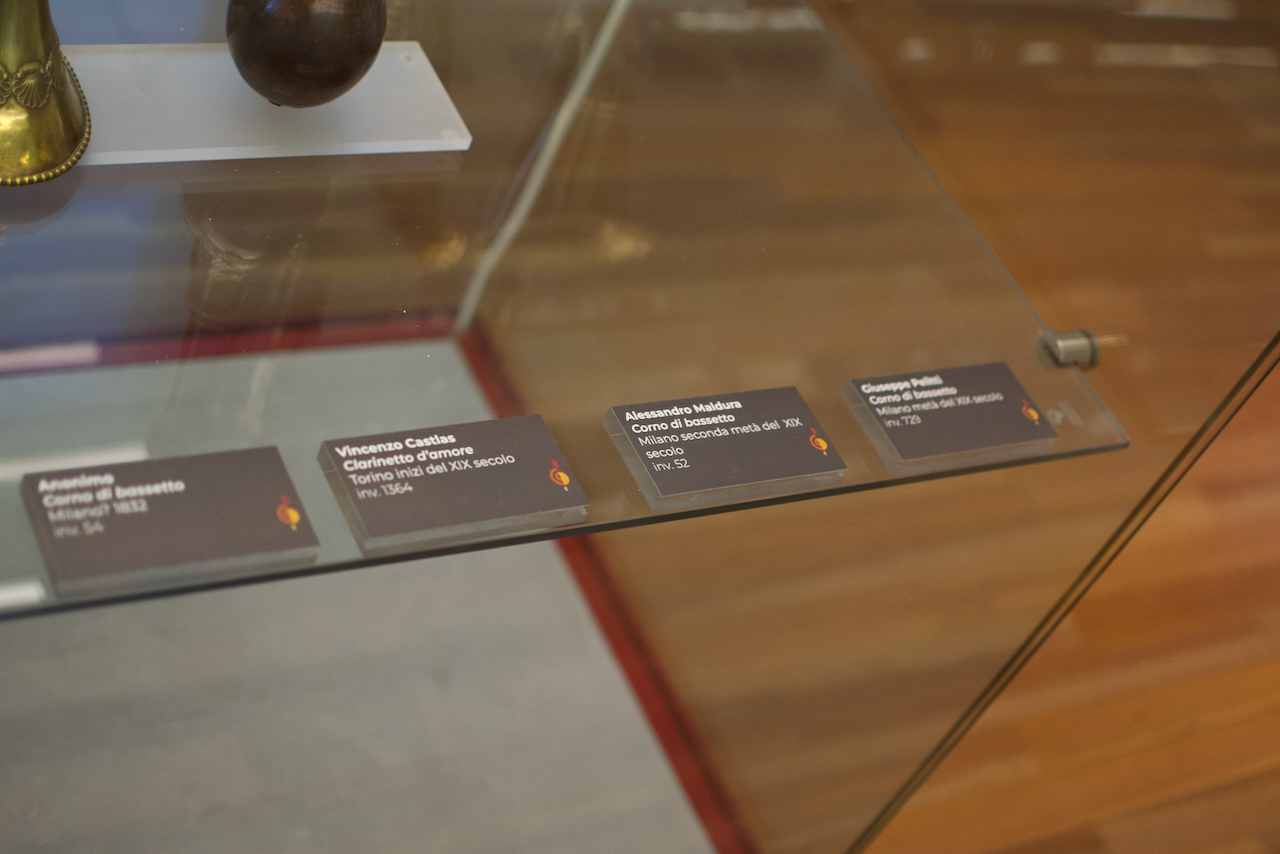 Anonimo
Corno di bassetto
Milano? 1832
inv. 54
Vincenzo Castlas
Clarinetto d'amore
Torino inizi del XIX secolo
inv. 1364
Alessandro Maldura
Corno di bassetto
Milano seconda metà del XIX
secolo
inv. 52
Giuseppe Pelitti
Corno di bassetto
Milano metà del XIX secolo
inv. 729